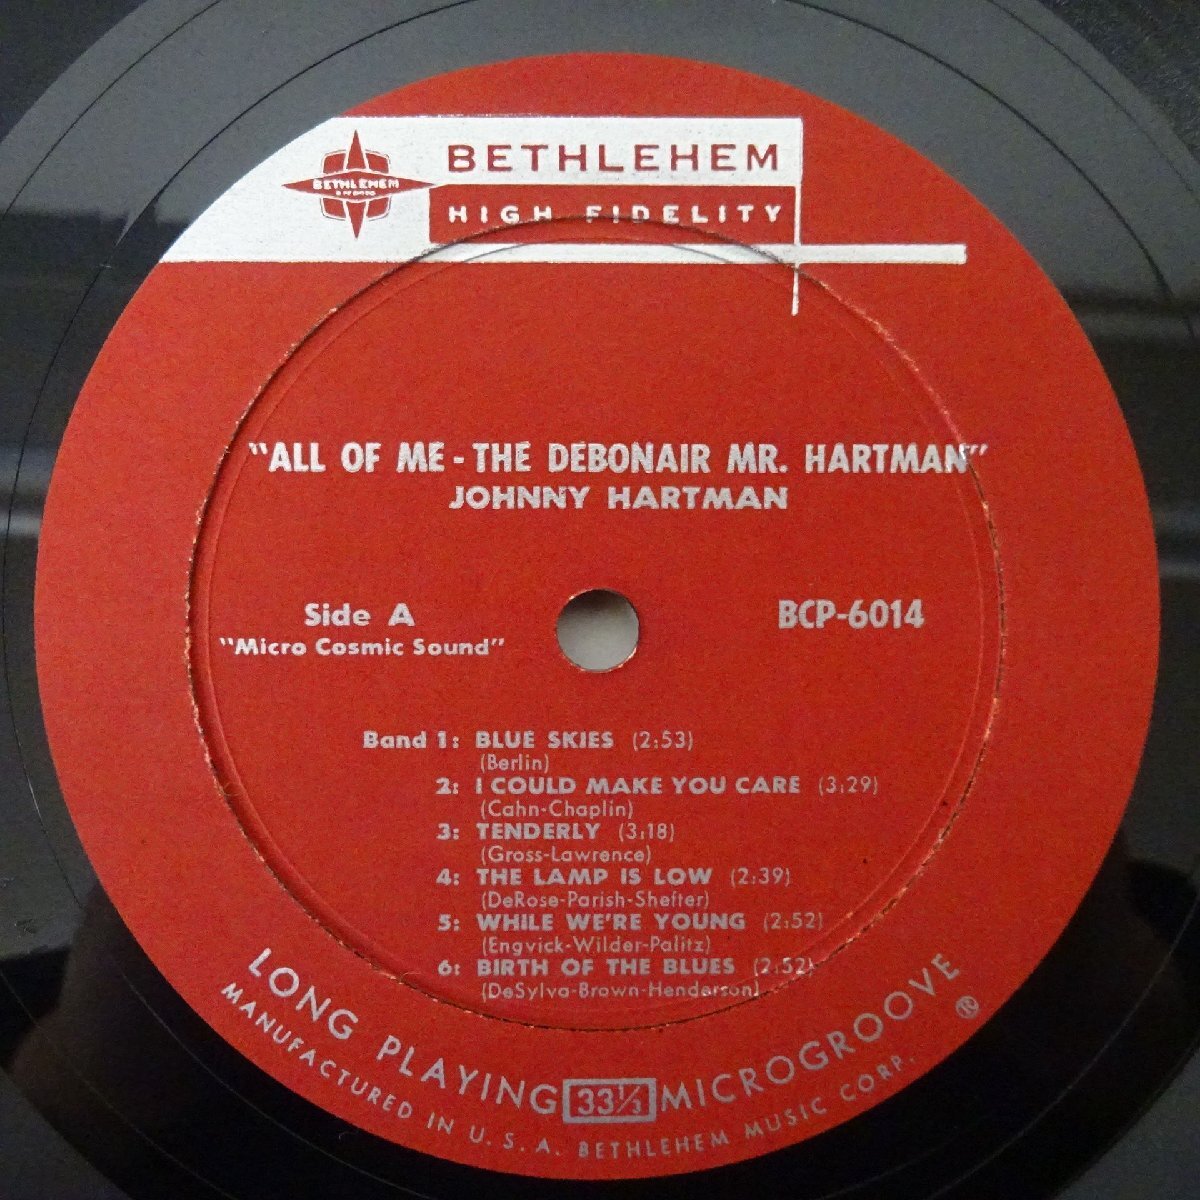 BETHLEHEM
BETHLEHEM
HIGH FIDELITY
"ALL OF ME - THE DEBONAIR MR. HARTMAN"
JOHNNY HARTMAN
Side A
BCP-6014
"Micro Cosmic Sound"
Band 1: BLUE SKIES (2:53)
(Berlin)
2: I COULD MAKE YOU CARE (3:29)
(Cahn-Chaplin)
3: TENDERLY (3:18)
(Gross-Lawrence)
4: THE LAMP IS LOW (2:39)
(DeRose-Parish-Shefter)
5: WHILE WE'RE YOUNG (2:52)
(Engvick-Wilder-Palitz)
6: BIRTH OF THE BLUES (2:52)
(DeSylva-Brown-Henderson)
LONG PLAYING 33⅓ MICROGROOVE
MANUFACTURED IN U.S.A. BETHLEHEM MUSIC CORP. ®